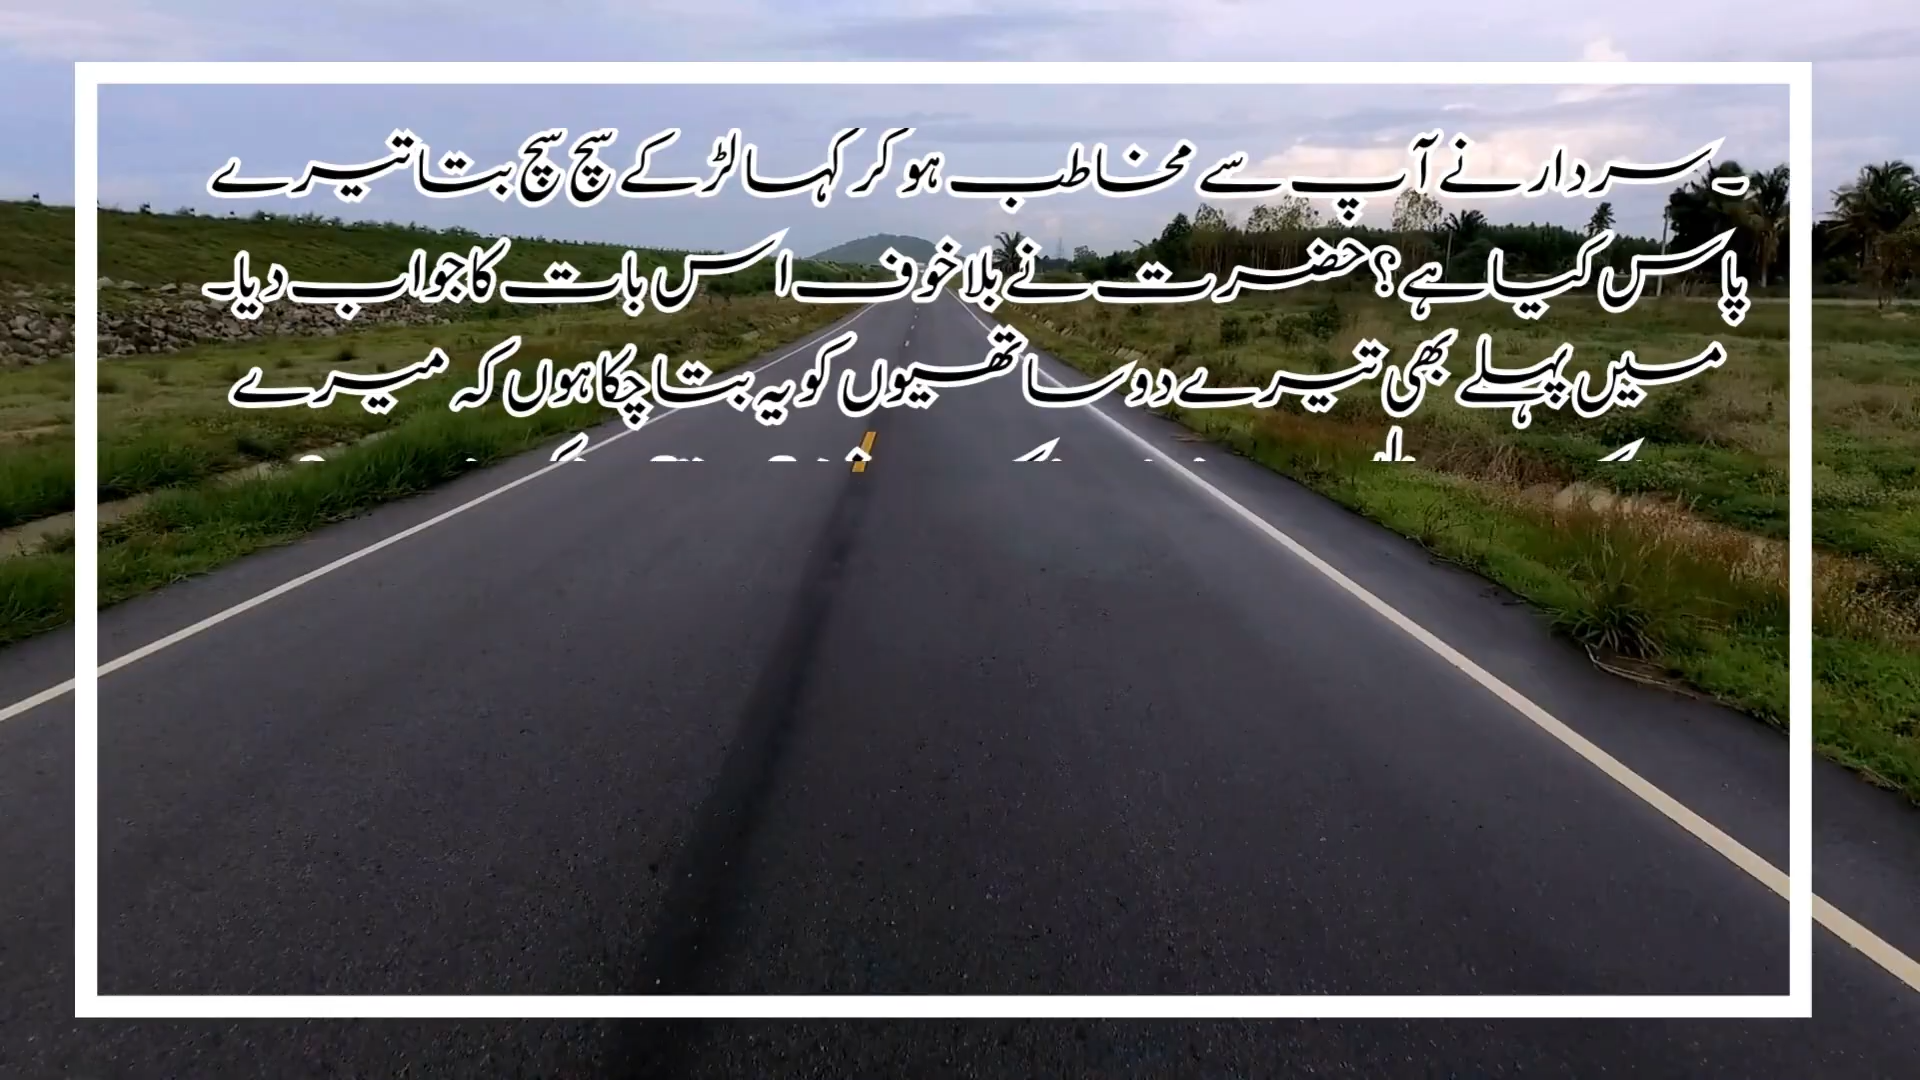 ۔ سردار نے آپ سے مخاطب ہو کر کہا لڑکے سچ سچ بتا تیرے
پاس کیا ہے؟ حضرت نے بلا خوف اس بات کا جواب دیا۔
میں پہلے بھی تیرے دو ساتھیوں کو یہ بتا چکا ہوں کہ میرے